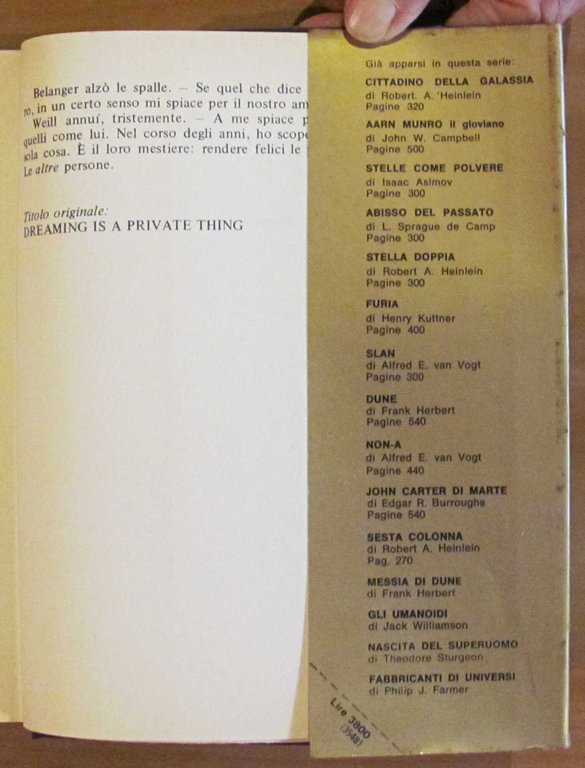 Belanger alzò le spalle. – Se quel che dice
ro, in un certo senso mi spiace per il nostro am
Weill annuí, tristemente. – A me spiace p
quelli come lui. Nel corso degli anni, ho scope
sola cosa. È il loro mestiere: rendere felici le
Le altre persone.
Titolo originale:
DREAMING IS A PRIVATE THING
Già apparsi in questa serie:
CITTADINO DELLA GALASSIA
di Robert. A. Heinlein
Pagine 320
AARN MUNRO il gioviano
di John W. Campbell
Pagine 500
STELLE COME POLVERE
di Isaac Asimov
Pagine 300
ABISSO DEL PASSATO
di L. Sprague de Camp
Pagine 300
STELLA DOPPIA
di Robert A. Heinlein
Pagine 300
FURIA
di Henry Kuttner
Pagine 400
SLAN
di Alfred E. van Vogt
Pagine 300
DUNE
di Frank Herbert
Pagine 540
NON-A
di Alfred E. van Vogt
Pagine 440
JOHN CARTER DI MARTE
di Edgar R. Burroughs
Pagine 540
SESTA COLONNA
di Robert A. Heinlein
Pag. 270
MESSIA DI DUNE
di Frank Herbert
GLI UMANOIDI
di Jack Williamson
NASCITA DEL SUPERUOMO
di Theodore Sturgeon
FABBRICANTI DI UNIVERSI
di Philip J. Farmer
Lire 3800
(3548)